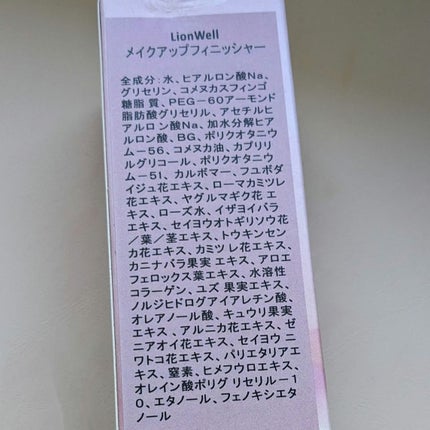 LionWell
メイクアップフィニッシャー
全成分：水、ヒアルロン酸Na、
グリセリン、コメヌカスフィンゴ
糖脂 質、PEG－60アーモンド
脂肪酸グリセリル、アセチルヒ
アルロ ン酸Na、加水分解ヒア
ルロン酸、BG、ポリクオタニウ
ム－56、コメヌカ油、カプリリ
ルグリコール、ポリクオタニウ
ム－51、カルボマー、フユボダ
イジュ花エキス、ローマカミツレ
花エキス、ヤグルマギク花 エ
キス、ローズ水、イザヨイバラ
エキス、セイヨウオトギリソウ花
／葉／茎エキス、トウキンセン
カ花エキス、カミツ レ花エキス、
カニナバラ果実 エキス、アロエ
フェロックス葉エキス、水溶性
コラーゲン、ユズ 果実エキス、
ノルジヒドログアイアレチン酸、
オレアノール酸、キュウリ果実
エキス、アルニカ花エキス、ゼ
ニアオイ花エキス、セイヨウ ニ
ワトコ花エキス、パリエタリアエ
キス、窒素、ヒメフウロエキス、
オレイン酸ポリグ リセリル－1
0、エタノール、フェノキシエタ
ノール